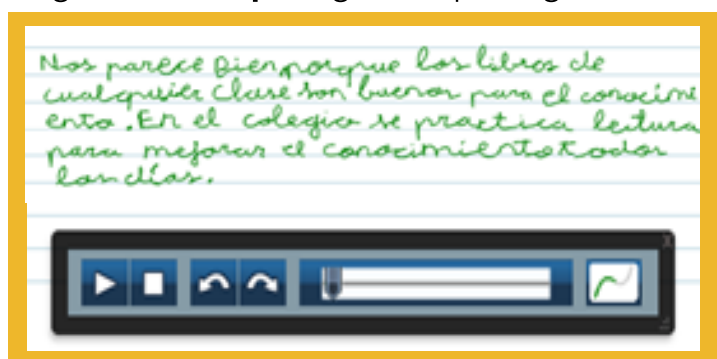 Nos parece Bien porque los libros de
cualquier clase son buenos para el conocimi
ento. En el colegio se practica lectura
para mejorar el conocimiento todos
los días.